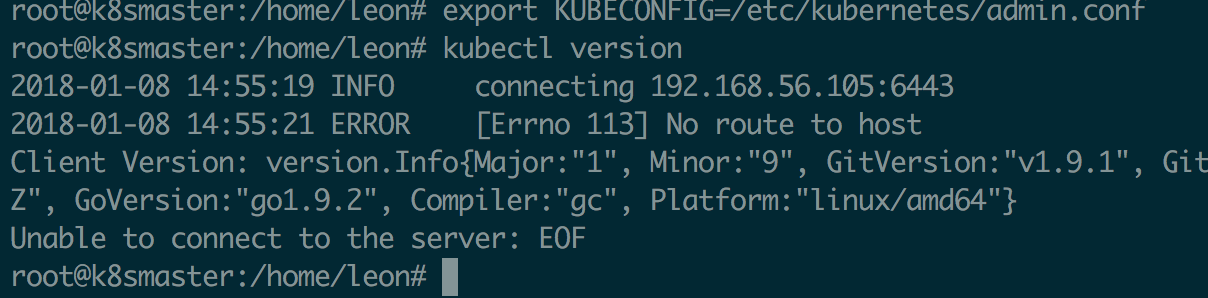 root@k8smaster:/home/leon# export KUBECONFIG=/etc/kubernetes/admin.conf
root@k8smaster:/home/leon# kubectl version
2018-01-08 14:55:19 INFO     connecting 192.168.56.105:6443
2018-01-08 14:55:21 ERROR    [Errno 113] No route to host
Client Version: version.Info{Major:"1", Minor:"9", GitVersion:"v1.9.1", Git
Z", GoVersion:"go1.9.2", Compiler:"gc", Platform:"linux/amd64"}
Unable to connect to the server: EOF
root@k8smaster:/home/leon#